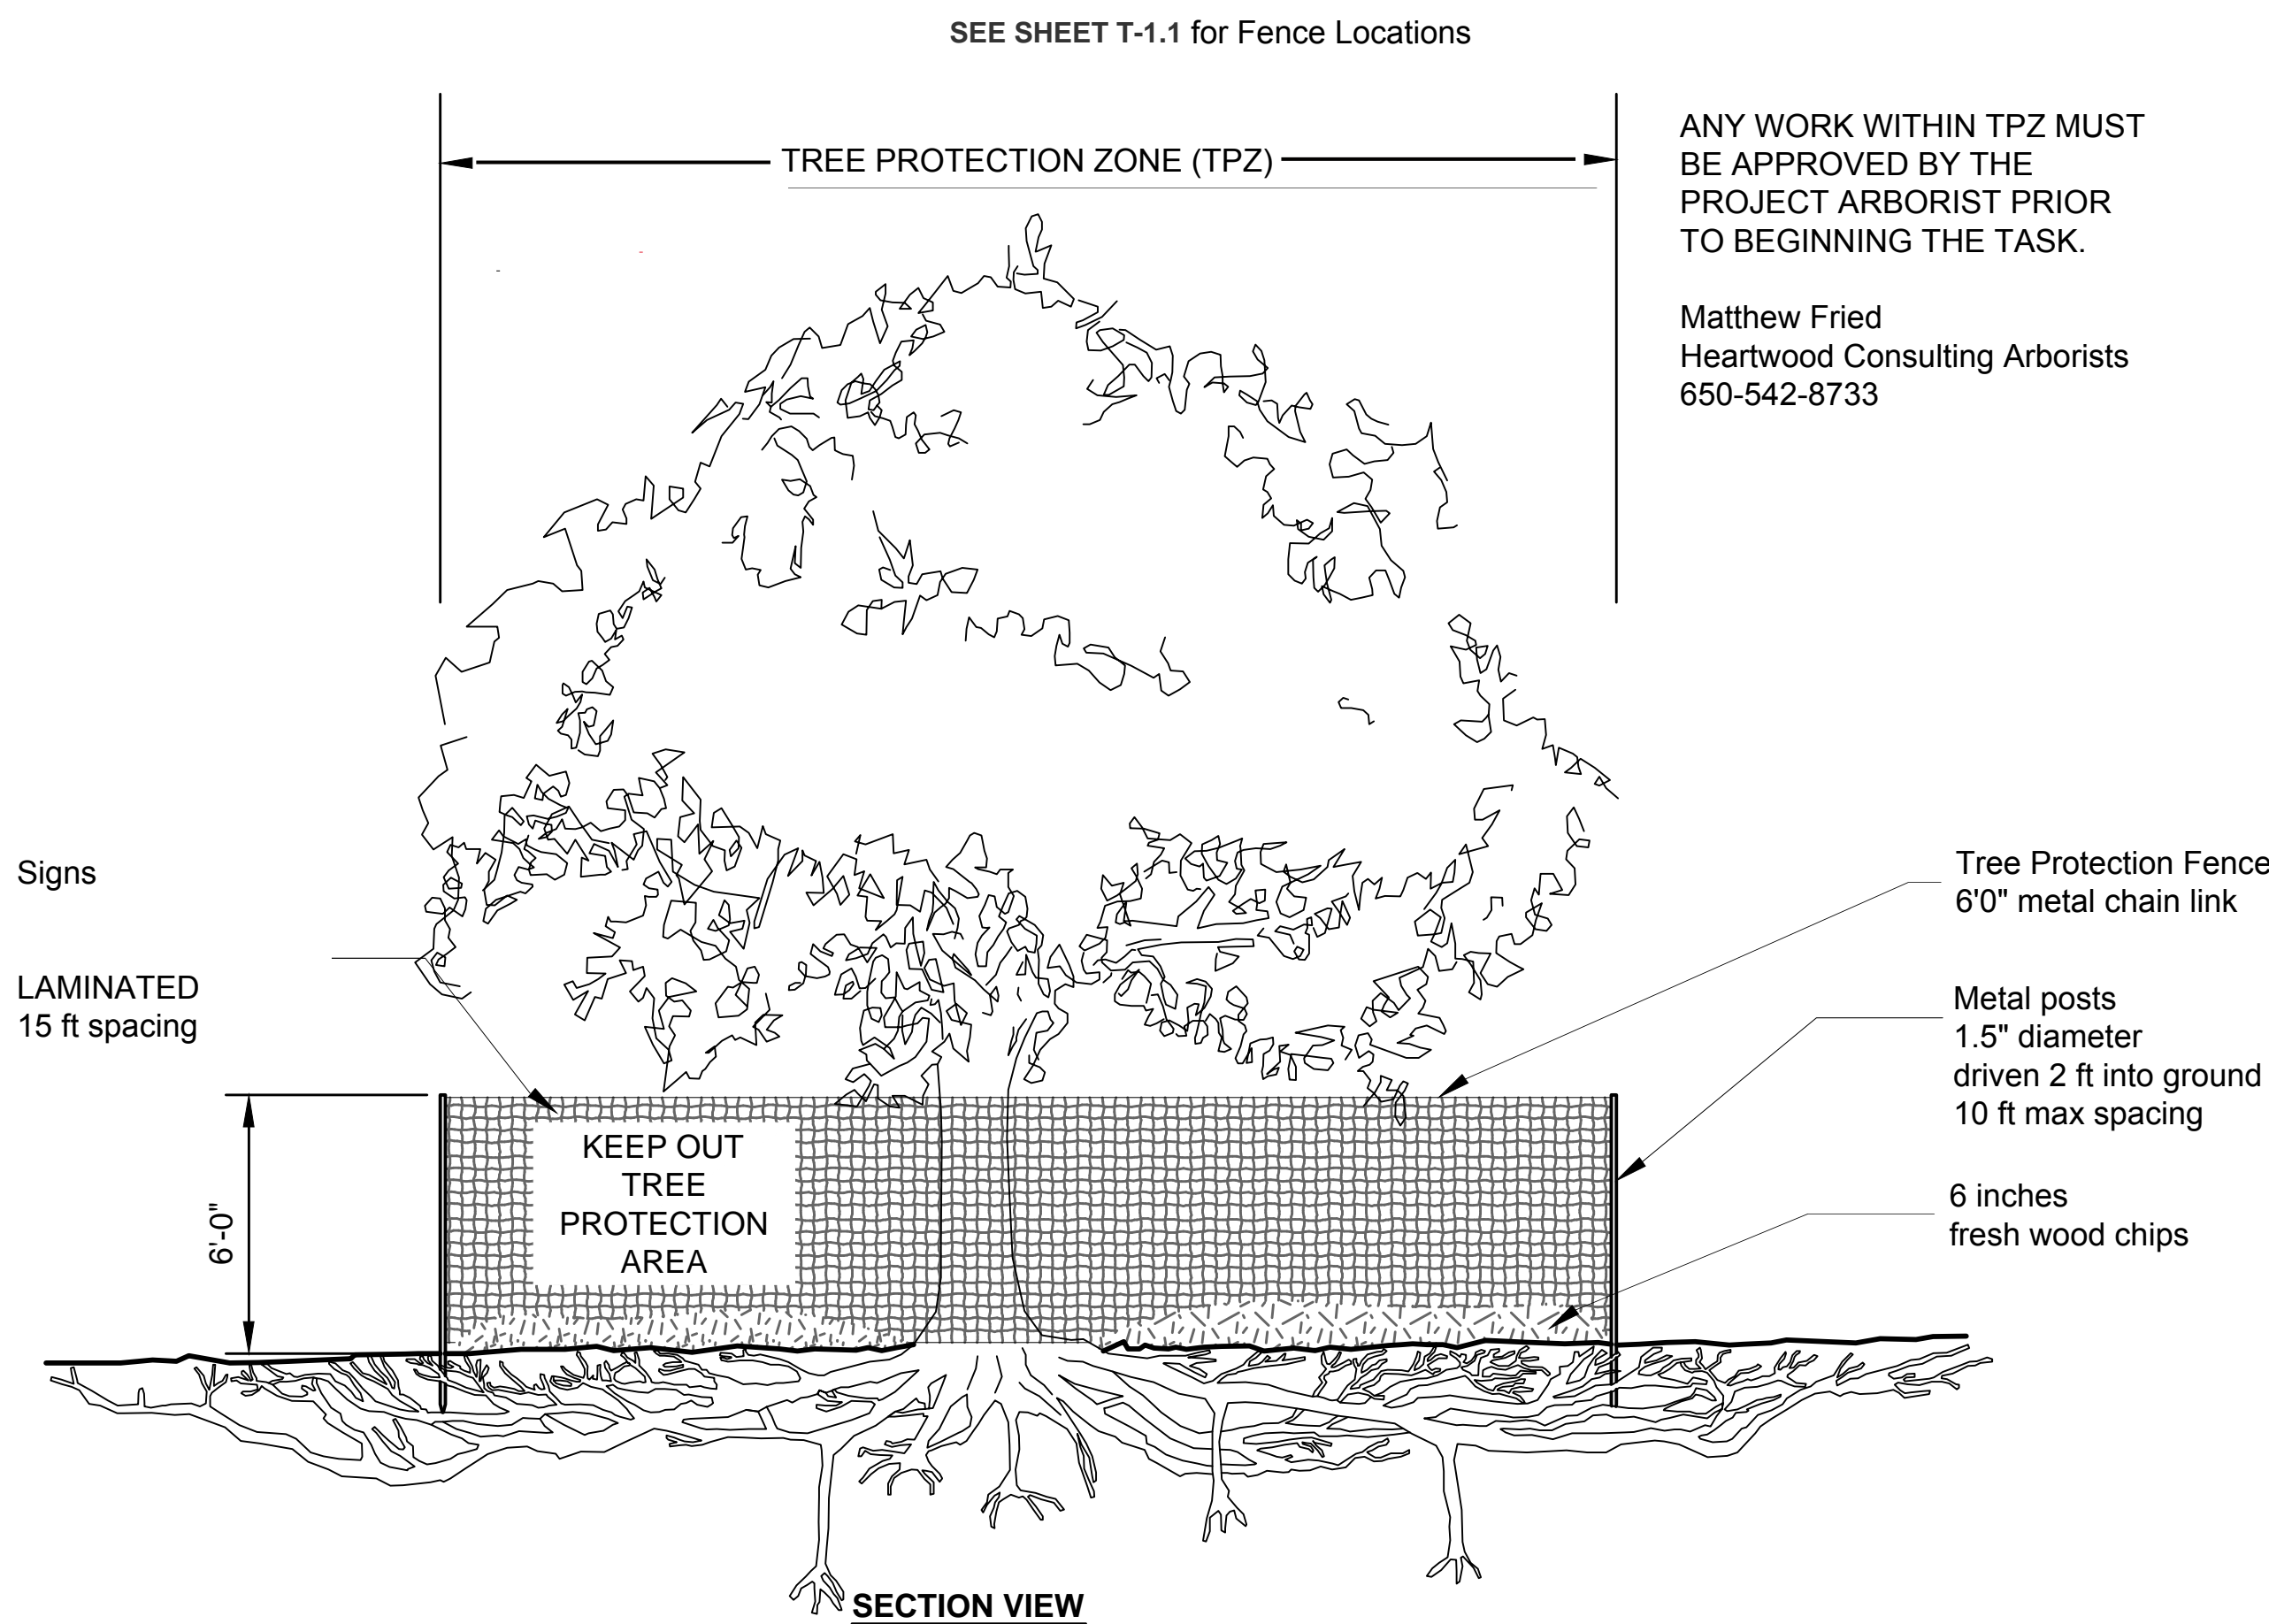 SEE SHEET T-1.1 for Fence Locations
TREE PROTECTION ZONE (TPZ)
ANY WORK WITHIN TPZ MUST
BE APPROVED BY THE
PROJECT ARBORIST PRIOR
TO BEGINNING THE TASK.
Matthew Fried
Heartwood Consulting Arborists
650-542-8733
Signs
LAMINATED
15 ft spacing
Tree Protection Fence
6'0" metal chain link
Metal posts
1.5" diameter
driven 2 ft into ground
10 ft max spacing
6 inches
fresh wood chips
6'-0"
KEEP OUT
TREE
PROTECTION
AREA
SECTION VIEW